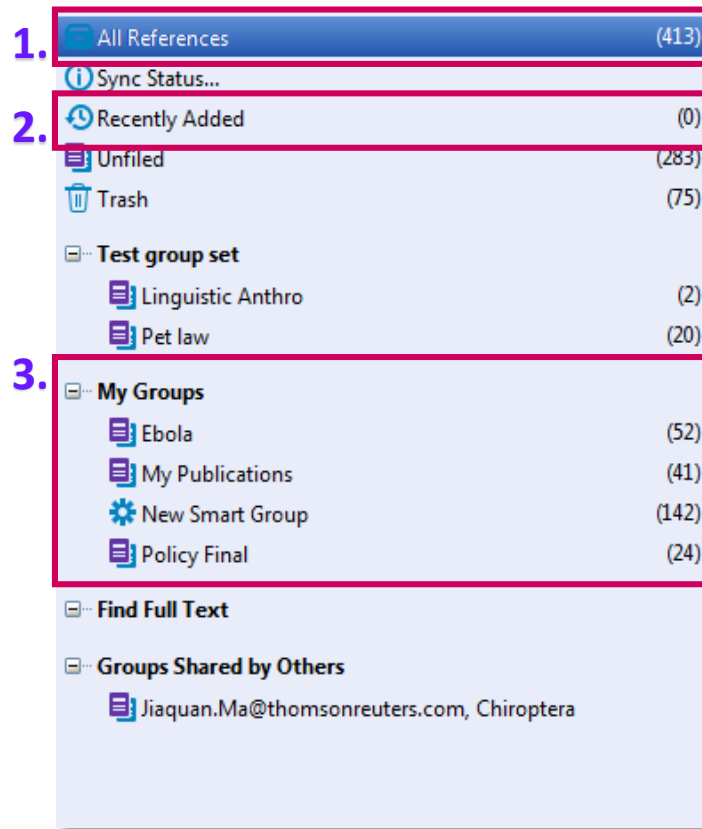 1. All References (413)
Sync Status...
2. Recently Added (0)
Unfiled (283)
Trash (75)
Test group set
Linguistic Anthro (2)
Pet law (20)
3. My Groups
Ebola (52)
My Publications (41)
New Smart Group (142)
Policy Final (24)
Find Full Text
Groups Shared by Others
Jiaquan.Ma@thomsonreuters.com, Chiroptera